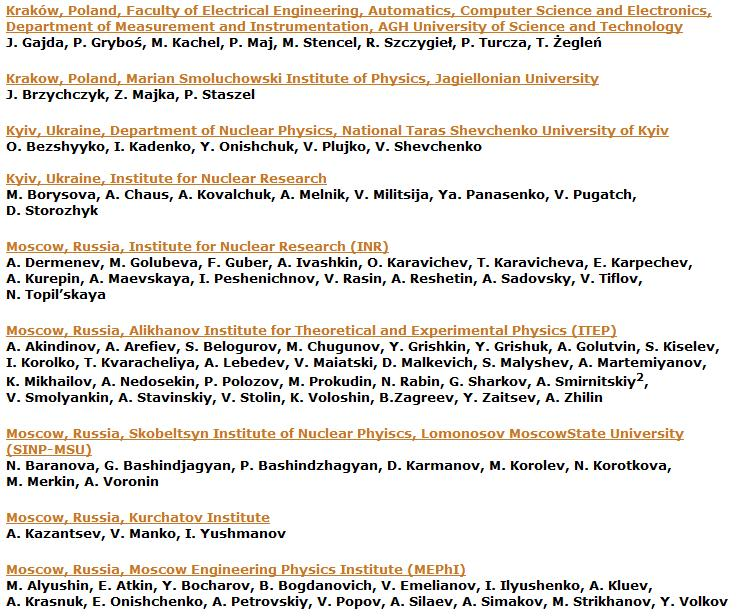 Kraków, Poland, Faculty of Electrical Engineering, Automatics, Computer Science and Electronics,
Department of Measurement and Instrumentation, AGH University of Science and Technology
J. Gajda, P. Gryboś, M. Kachel, P. Maj, M. Stencel, R. Szczygieł, P. Turcza, T. Żegleń
Krakow, Poland, Marian Smoluchowski Institute of Physics, Jagiellonian University
J. Brzychczyk, Z. Majka, P. Staszel
Kyiv, Ukraine, Department of Nuclear Physics, National Taras Shevchenko University of Kyiv
O. Bezshyyko, I. Kadenko, Y. Onishchuk, V. Plujko, V. Shevchenko
Kyiv, Ukraine, Institute for Nuclear Research
M. Borysova, A. Chaus, A. Kovalchuk, A. Melnik, V. Militsija, Ya. Panasenko, V. Pugatch,
D. Storozhyk
Moscow, Russia, Institute for Nuclear Research (INR)
A. Dermenev, M. Golubeva, F. Guber, A. Ivashkin, O. Karavichev, T. Karavicheva, E. Karpechev,
A. Kurepin, A. Maevskaya, I. Peshenichnov, V. Rasin, A. Reshetin, A. Sadovsky, V. Tiflov,
N. Topil’skaya
Moscow, Russia, Alikhanov Institute for Theoretical and Experimental Physics (ITEP)
A. Akindinov, A. Arefiev, S. Belogurov, M. Chugunov, Y. Grishkin, Y. Grishuk, A. Golutvin, S. Kiselev,
I. Korolko, T. Kvaracheliya, A. Lebedev, V. Maiatski, D. Malkevich, S. Malyshev, A. Martemiyanov,
K. Mikhailov, A. Nedosekin, P. Polozov, M. Prokudin, N. Rabin, G. Sharkov, A. Smirnitskiy²,
V. Smolyankin, A. Stavinskiy, V. Stolin, K. Voloshin, B.Zagreev, Y. Zaitsev, A. Zhilin
Moscow, Russia, Skobeltsyn Institute of Nuclear Phyiscs, Lomonosov MoscowState University
(SINP-MSU)
N. Baranova, G. Bashindjagyan, P. Bashindzhagyan, D. Karmanov, M. Korolev, N. Korotkova,
M. Merkin, A. Voronin
Moscow, Russia, Kurchatov Institute
A. Kazantsev, V. Manko, I. Yushmanov
Moscow, Russia, Moscow Engineering Physics Institute (MEPhI)
M. Alyushin, E. Atkin, Y. Bocharov, B. Bogdanovich, V. Emelianov, I. Ilyushenko, A. Kluev,
A. Krasnuk, E. Onishchenko, A. Petrovskiy, V. Popov, A. Silaev, A. Simakov, M. Strikhanov, Y. Volkov